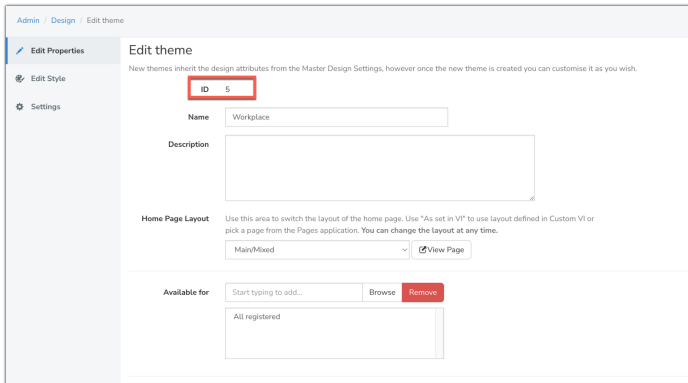 Admin / Design / Edit theme
Edit Properties
Edit Style
Settings
Edit theme
New themes inherit the design attributes from the Master Design Settings, however once the new theme is created you can customise it as you wish.
ID 5
Name Workplace
Description
Home Page Layout Use this area to switch the layout of the home page. Use "As set in VI" to use layout defined in Custom VI or
pick a page from the Pages application. You can change the layout at any time.
Main/Mixed View Page
Available for Start typing to add... Browse Remove
All registered